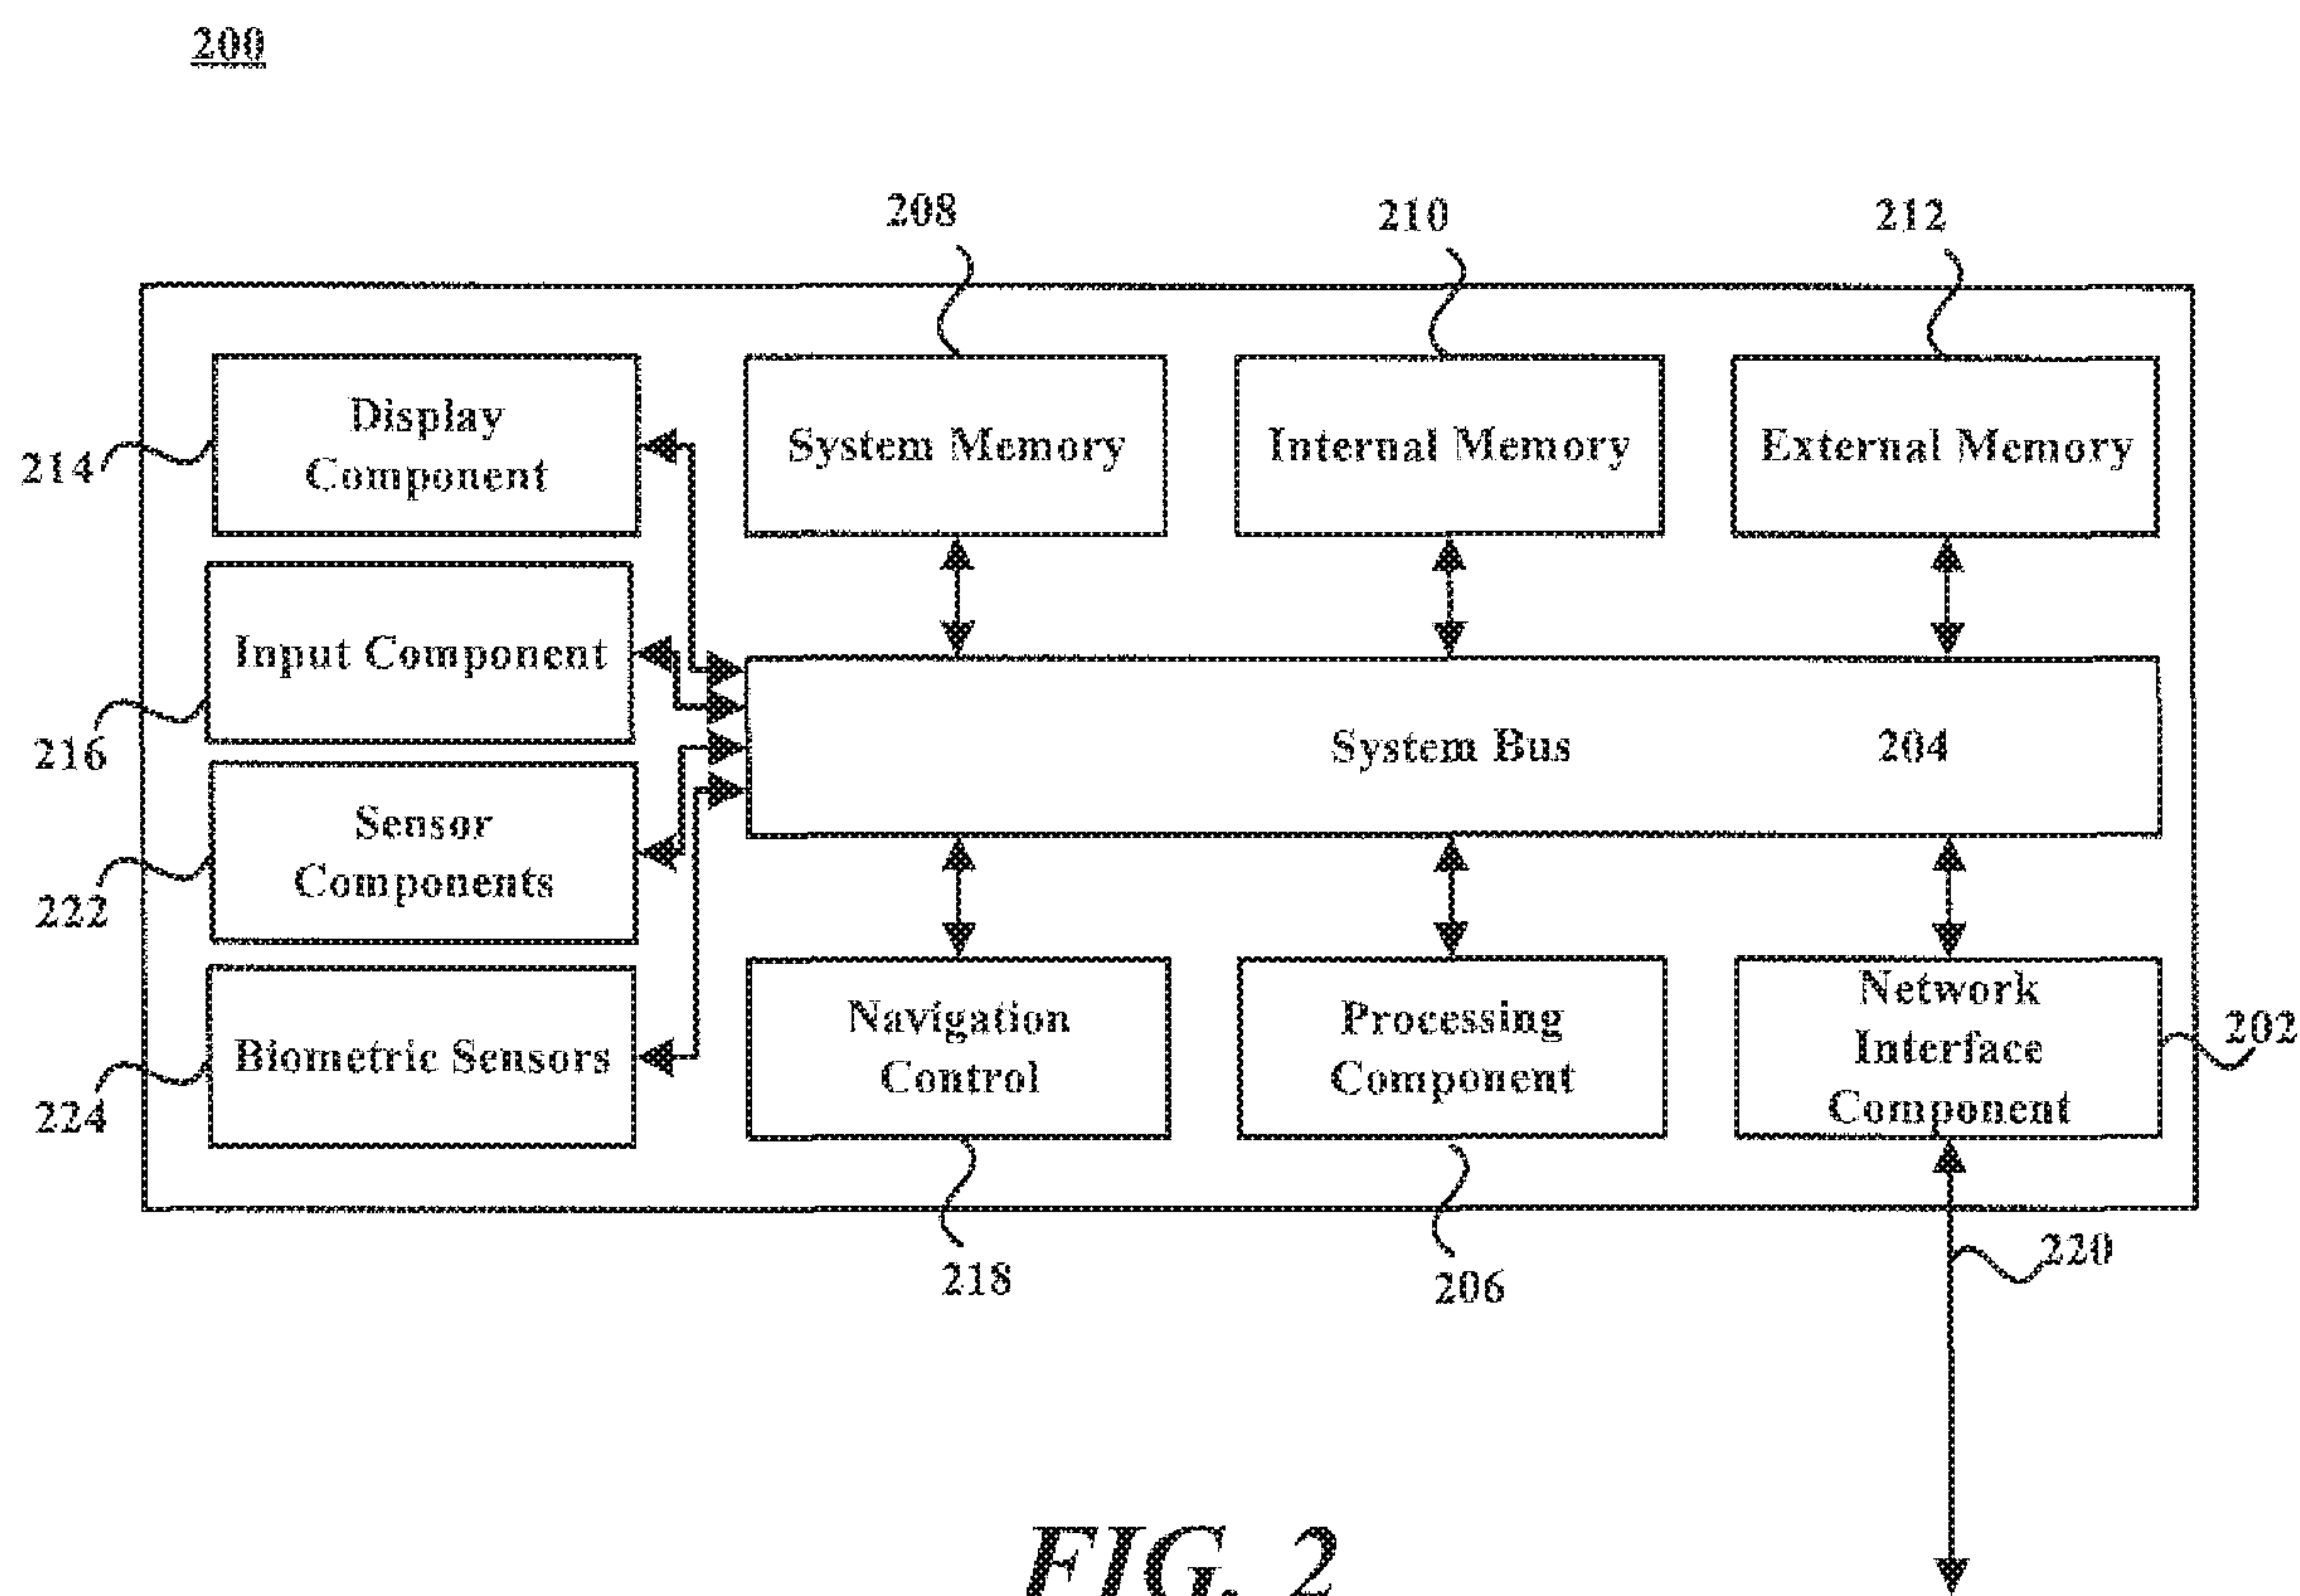 200
208
210
212
Display
Component
System Memory
Internal Memory
External Memory
214
Input Component
216
System Bus
204
Sensor
Components
222
Biometric Sensors
224
Navigation
Control
Processing
Component
Network
Interface
Component
202
218
206
220
FIG. 2